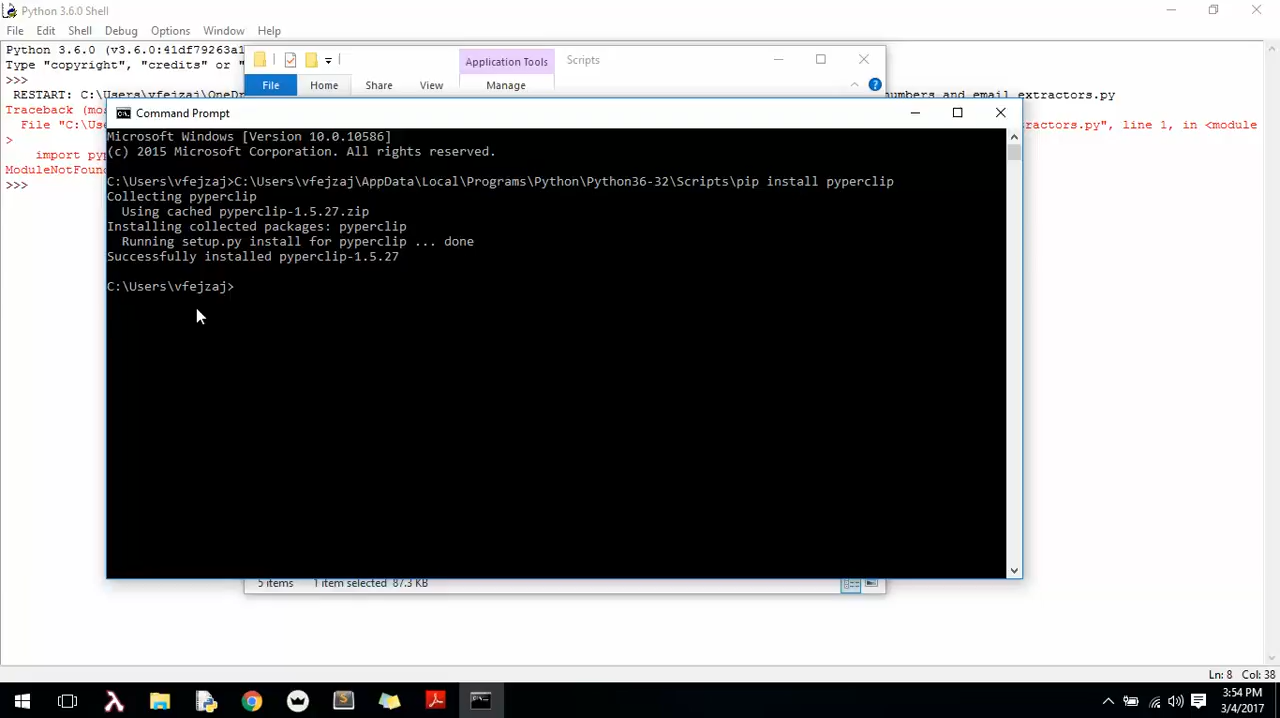 Python 3.6.0 Shell
File Edit Shell Debug Options Window Help
Python 3.6.0 (v3.6.0:41df79263a1
Type "copyright", "credits" or "
>>>
RESTART: C:\Users\vfejzaj\OneDr
numbers and email extractors.py
Traceback (mos
File "C:\Use
ractors.py", line 1, in <module
>
import pyp
ModuleNotFoun
>>>
Application Tools
Scripts
File Home Share View Manage
Command Prompt
Microsoft Windows [Version 10.0.10586]
(c) 2015 Microsoft Corporation. All rights reserved.
C:\Users\vfejzaj>C:\Users\vfejzaj\AppData\Local\Programs\Python\Python36-32\Scripts\pip install pyperclip
Collecting pyperclip
Using cached pyperclip-1.5.27.zip
Installing collected packages: pyperclip
Running setup.py install for pyperclip ... done
Successfully installed pyperclip-1.5.27
C:\Users\vfejzaj>
5 items 1 item selected 87.3 KB
Ln: 8 Col: 38
3:54 PM
3/4/2017